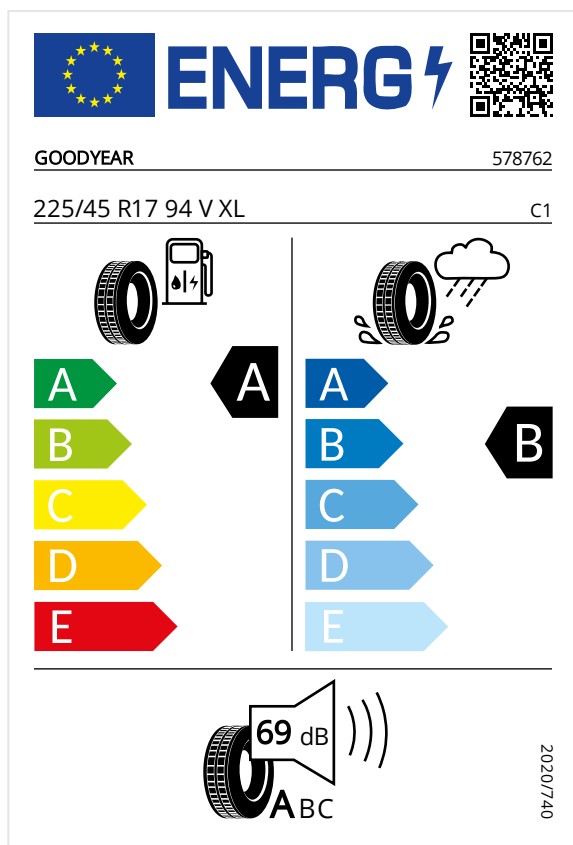 ENERG
GOODYEAR 578762
225/45 R17 94 V XL C1
A A A
B B B
C C
D D
E E
69 dB
ABC
2020/740